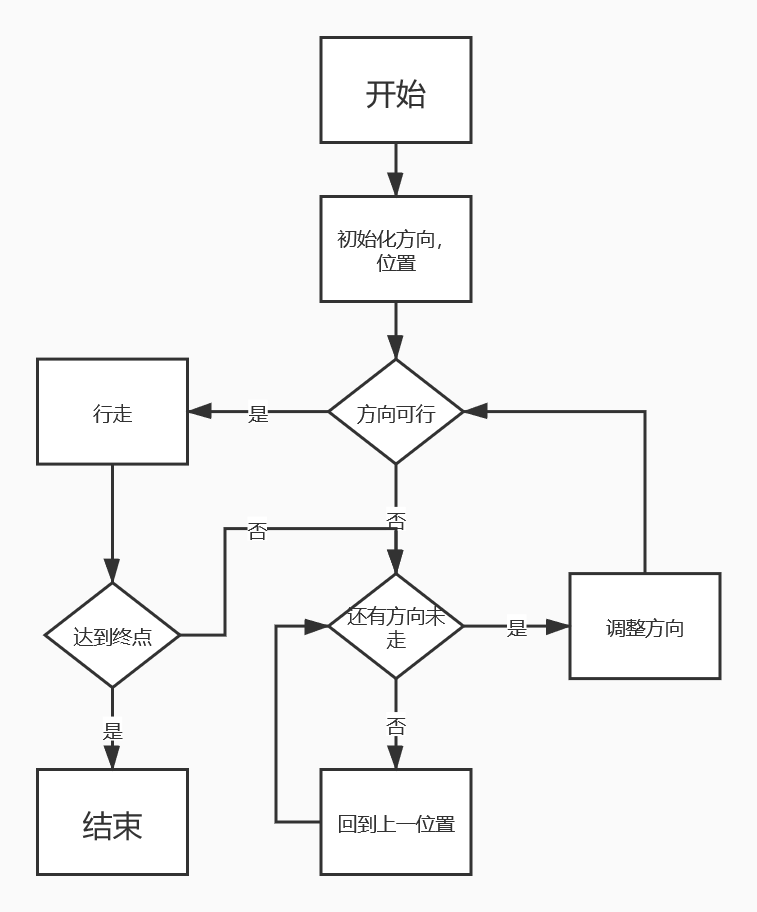 开始
初始化方向,
位置
方向可行
是
行走
否
否
达到终点
还有方向未
走
是
调整方向
是
否
结束
回到上一位置